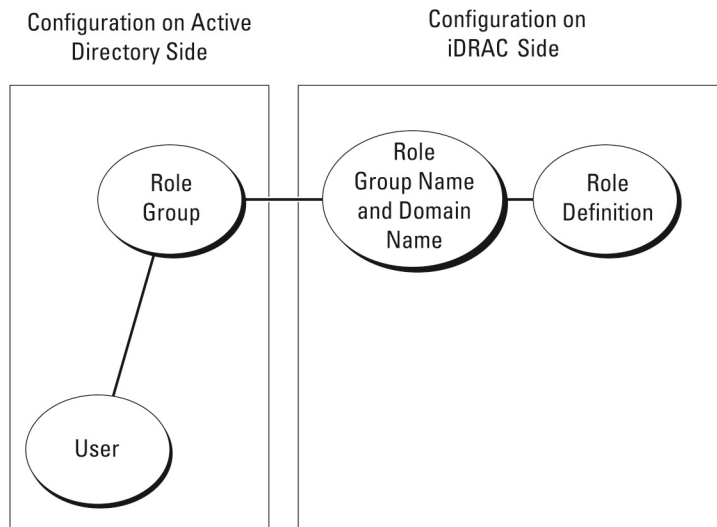 Configuration on Active
Directory Side
Configuration on
iDRAC Side
Role
Group
Role
Group Name
and Domain
Name
Role
Definition
User